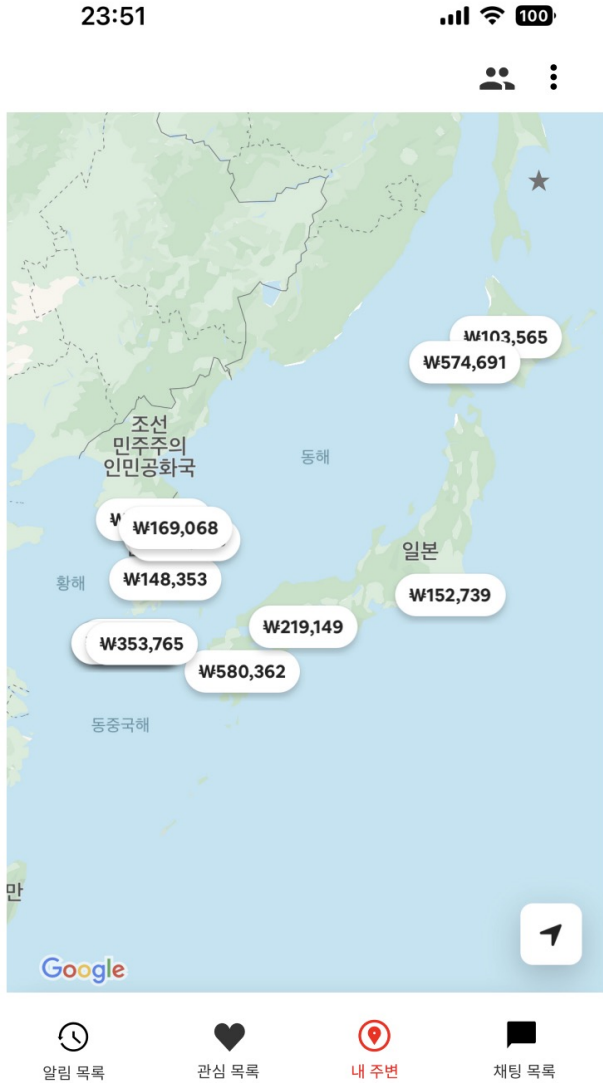 23:51
100
₩103,565
₩574,691
조선
민주주의
인민공화국
동해
₩169,068
일본
황해
₩148,353
₩152,739
₩219,149
₩353,765
₩580,362
동중국해
만
Google
알림 목록
관심 목록
내 주변
채팅 목록